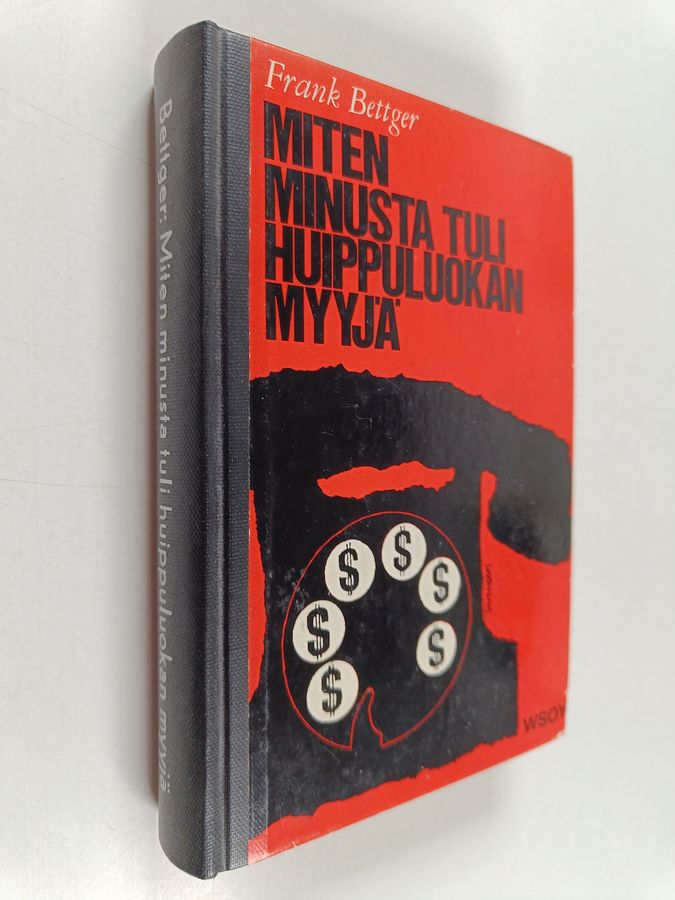 Frank Bettger
MITEN
MINUSTA TULI
HUIPPULUOKAN
MYYJÄ
$ $ $ $ $ $
WSOY
Bettger: Miten minusta tuli huippuluokan myyjä